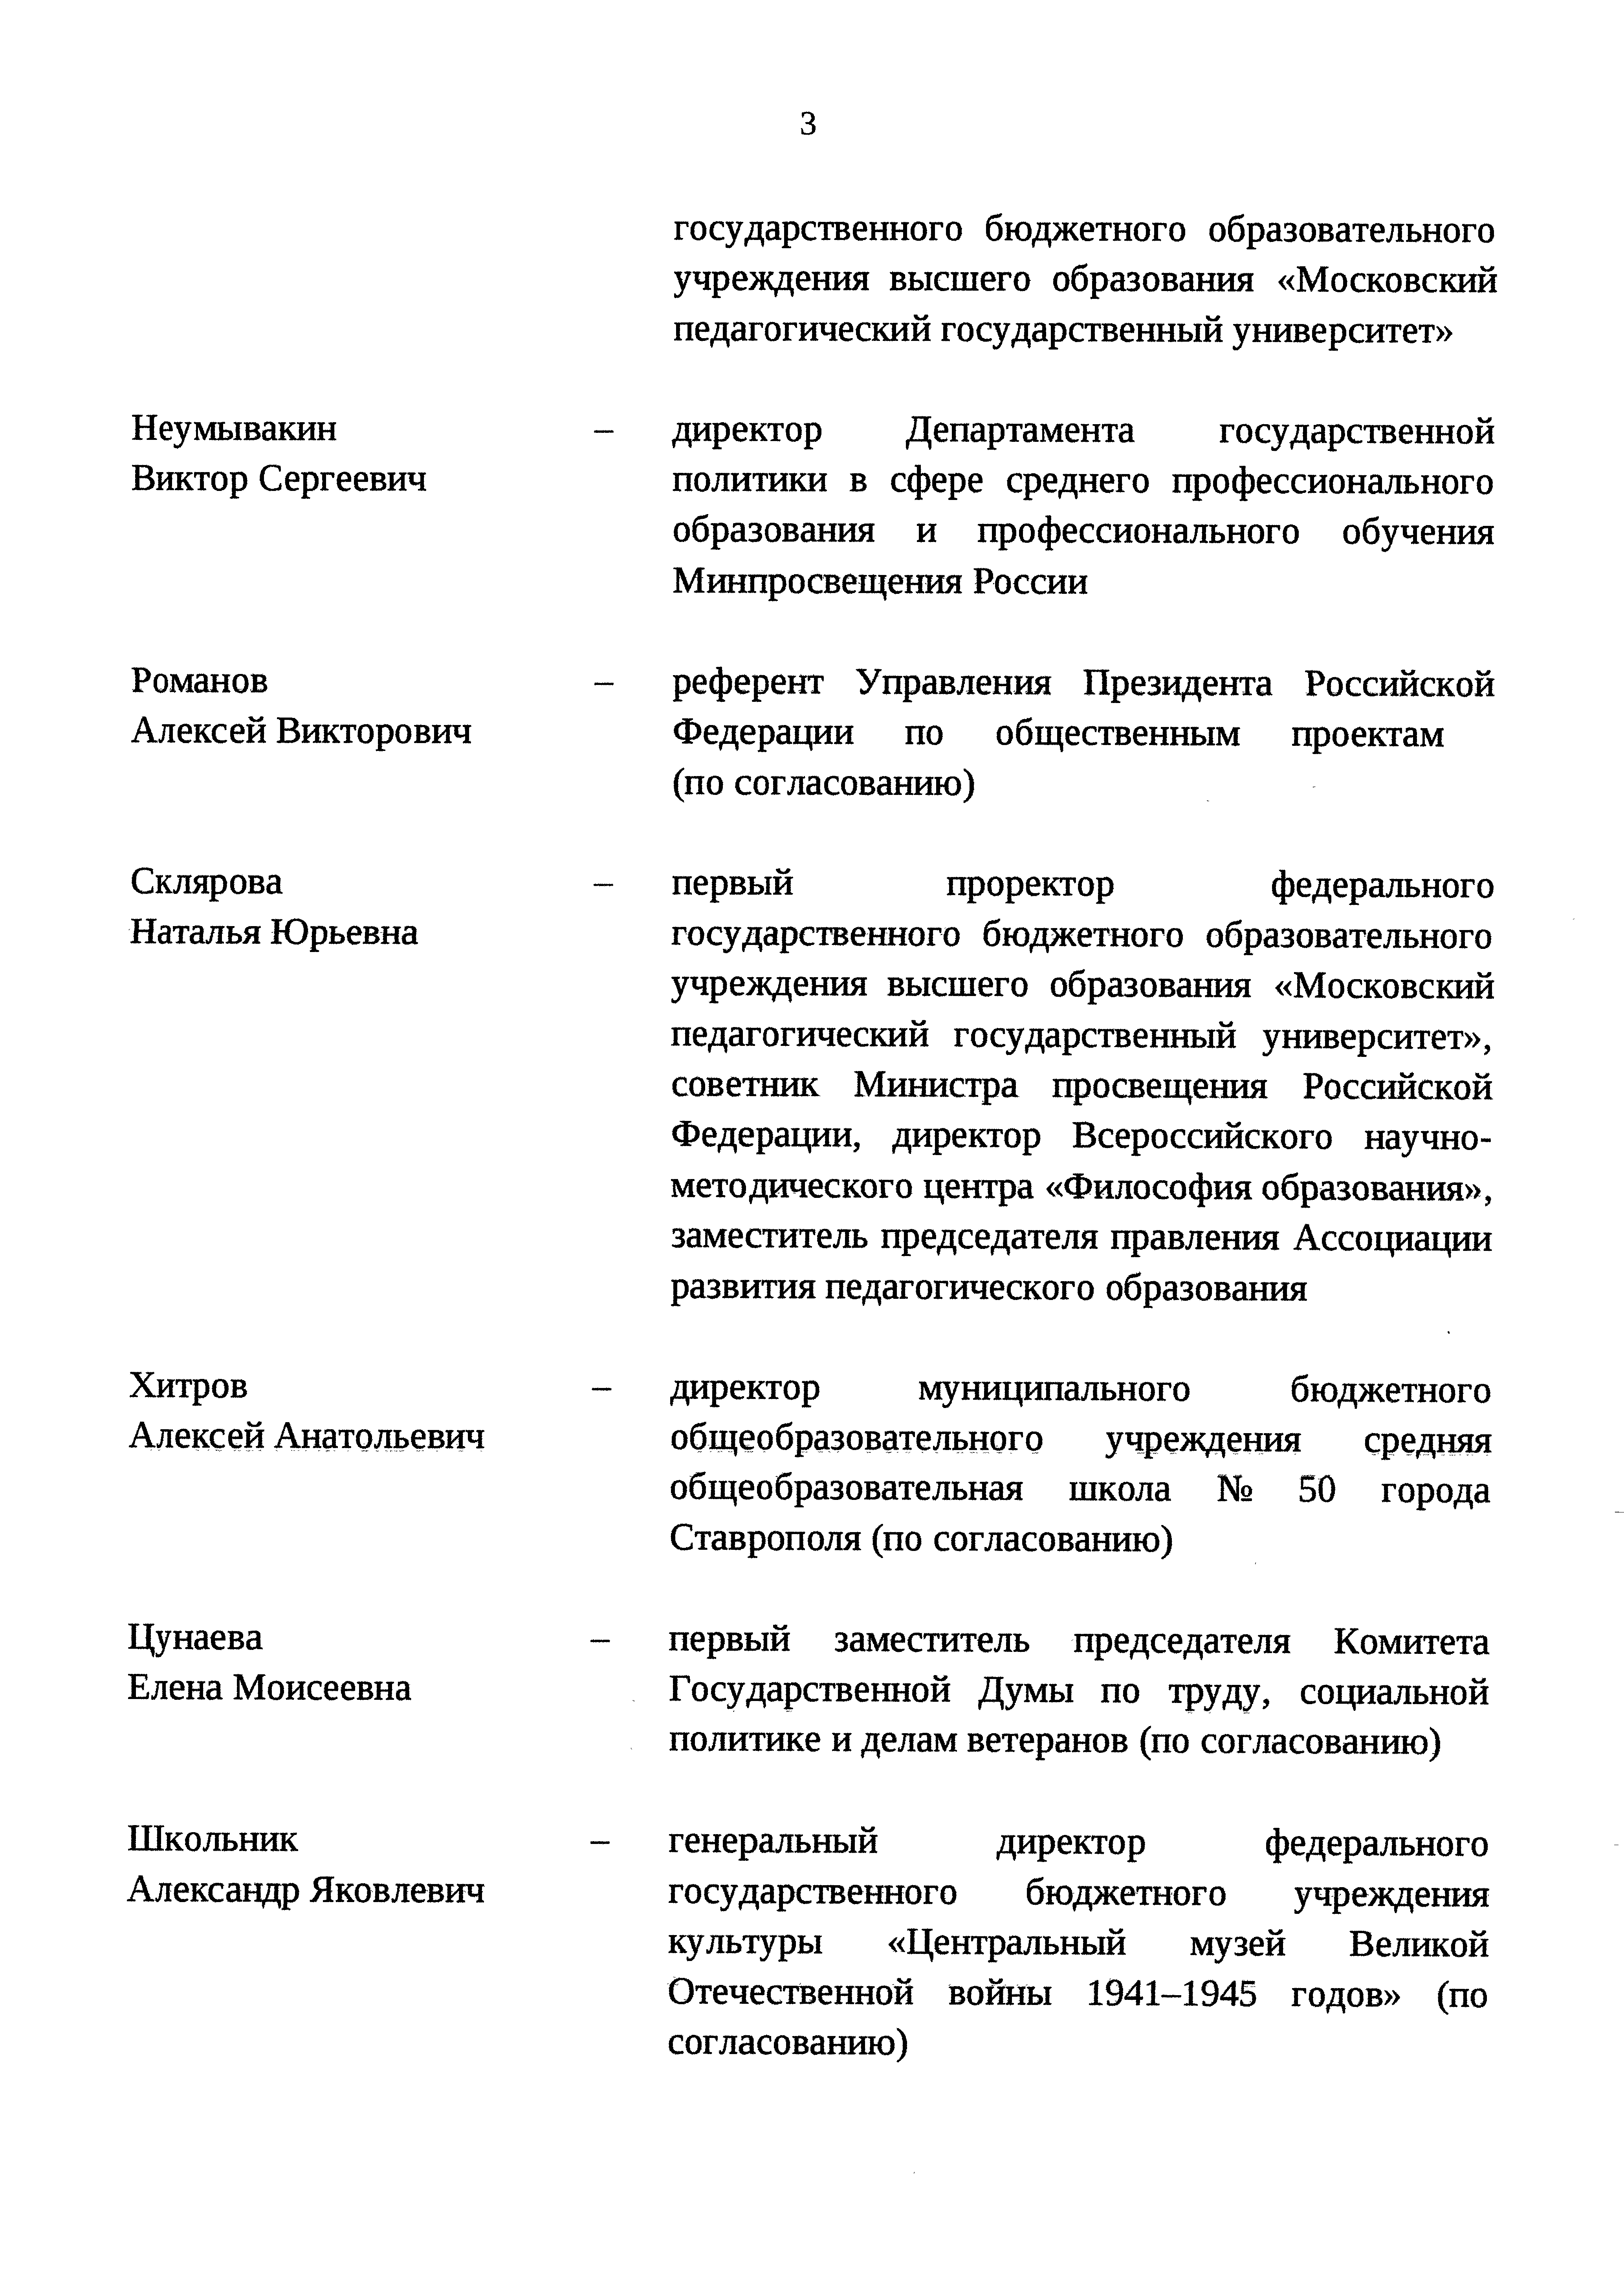 3
государственного бюджетного образовательного
учреждения высшего образования «Московский
педагогический государственный университет»
Неумывакин – директор Департамента государственной
Виктор Сергеевич политики в сфере среднего профессионального
образования и профессионального обучения
Минпросвещения России
Романов – референт Управления Президента Российской
Алексей Викторович Федерации по общественным проектам
(по согласованию)
Склярова – первый проректор федерального
Наталья Юрьевна государственного бюджетного образовательного
учреждения высшего образования «Московский
педагогический государственный университет»,
советник Министра просвещения Российской
Федерации, директор Всероссийского научно-
методического центра «Философия образования»,
заместитель председателя правления Ассоциации
развития педагогического образования
Хитров – директор муниципального бюджетного
Алексей Анатольевич общеобразовательного учреждения средняя
общеобразовательная школа № 50 города
Ставрополя (по согласованию)
Цунаева – первый заместитель председателя Комитета
Елена Моисеевна Государственной Думы по труду, социальной
политике и делам ветеранов (по согласованию)
Школьник – генеральный директор федерального
Александр Яковлевич государственного бюджетного учреждения
культуры «Центральный музей Великой
Отечественной войны 1941–1945 годов» (по
согласованию)